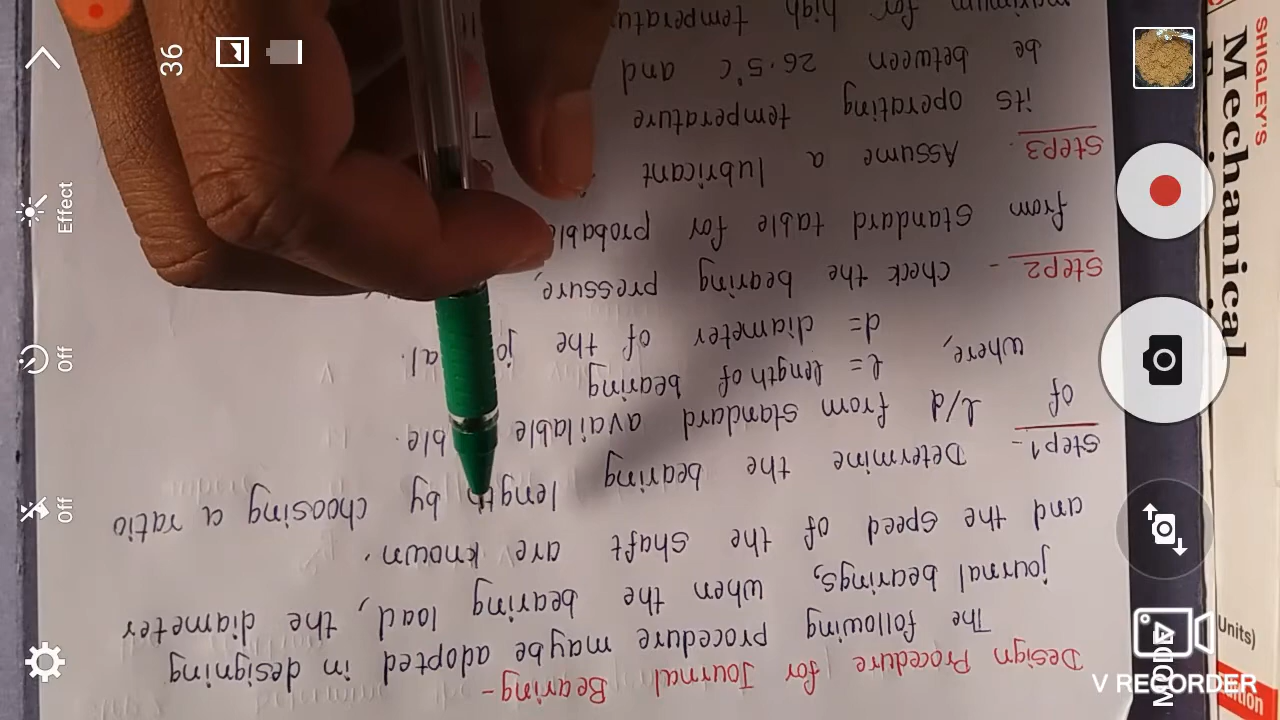 Design Procedure for Journal Bearing-
The following procedure may be adopted in designing
journal bearings, when the bearing load, the diameter
and the speed of the shaft are known.
Step1- Determine the bearing length by choosing a ratio
of l/d from standard available
where, l = length of bearing
d = diameter of the
Step2 - check the bearing pressure,
from standard table for
Step3. Assume a lubricant
its operating temperature
be between 26.5°C and
maximum for high
36
Effect
Off
Off
MODE
V RECORDER
SHIGLEY'S
Mechanical
Units)